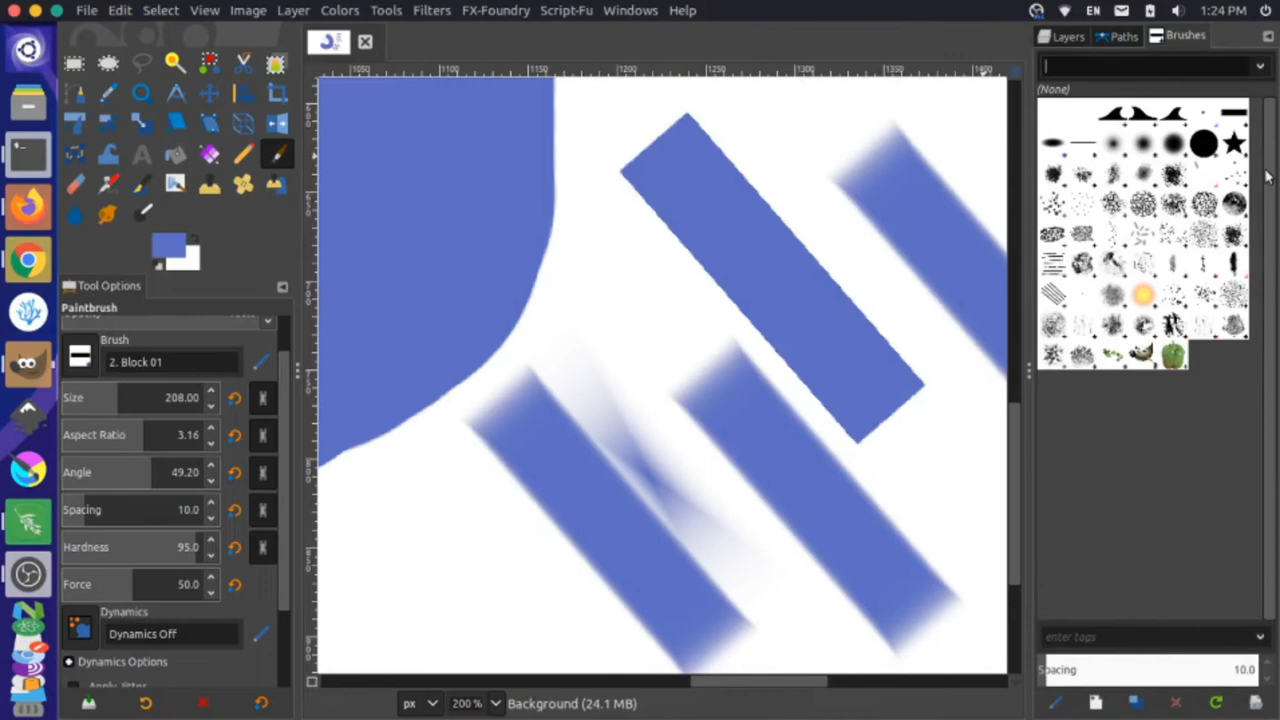 File Edit Select View Image Layer Colors Tools Filters FX-Foundry Script-Fu Windows Help EN 1:24 PM
Layers Paths Brushes
1050 1100 1150 1200 1250 1300 1350 1400
(None)
Tool Options
Paintbrush
Brush
2. Block 01
Size 208.00
Aspect Ratio 3.16
Angle 49.20
Spacing 10.0
Hardness 95.0
Force 50.0
Dynamics
Dynamics Off
Dynamics Options
Apply Jitter
px 200% Background (24.1 MB)
enter tags
Spacing 10.0